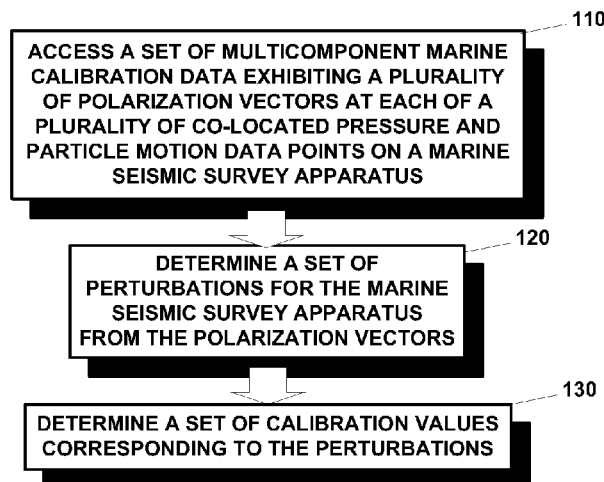 110
ACCESS A SET OF MULTICOMPONENT MARINE
CALIBRATION DATA EXHIBITING A PLURALITY
OF POLARIZATION VECTORS AT EACH OF A
PLURALITY OF CO-LOCATED PRESSURE AND
PARTICLE MOTION DATA POINTS ON A MARINE
SEISMIC SURVEY APPARATUS
120
DETERMINE A SET OF
PERTURBATIONS FOR THE MARINE
SEISMIC SURVEY APPARATUS
FROM THE POLARIZATION VECTORS
130
DETERMINE A SET OF CALIBRATION VALUES
CORRESPONDING TO THE PERTURBATIONS